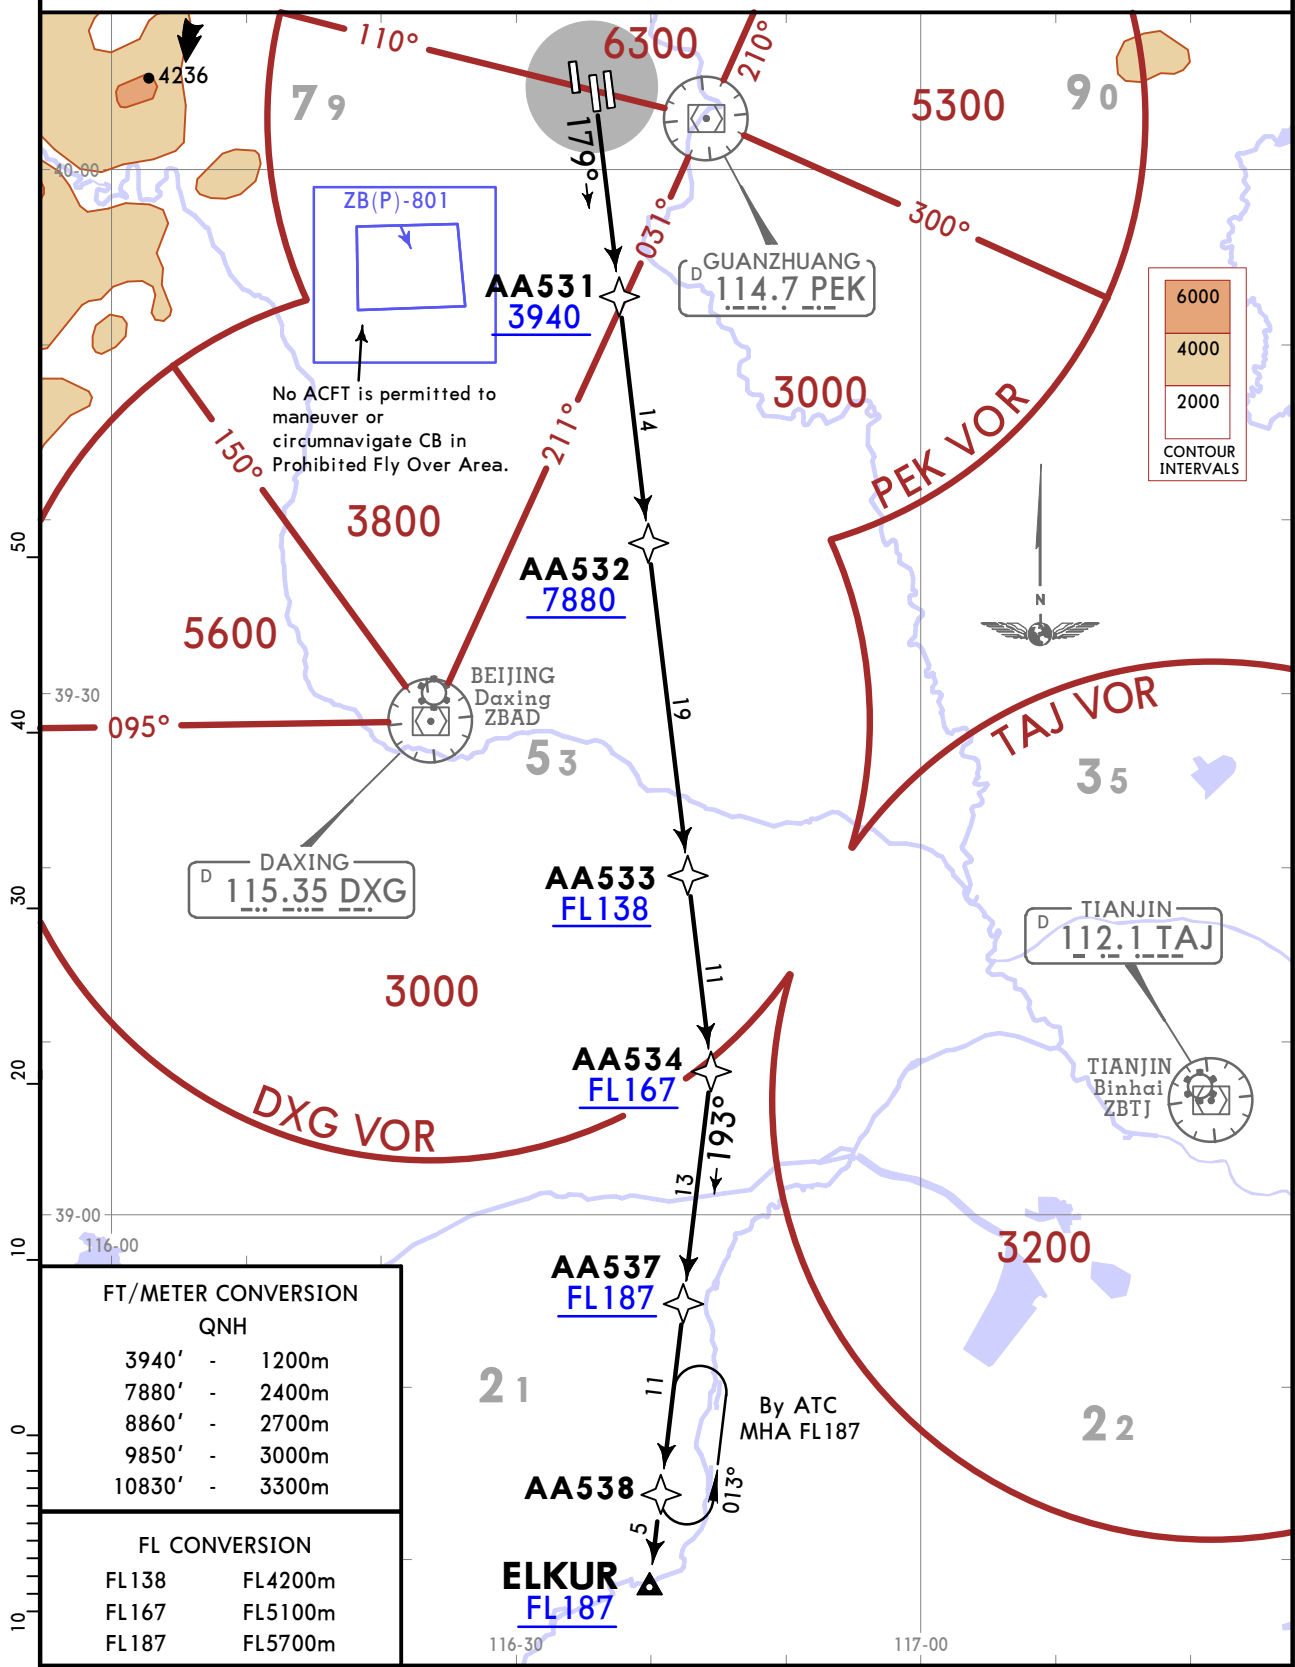 110°
6300
210°
4236
79
5300
90
179°
40-00
ZB(P)-801
031°
300°
GUANZHUANG
D 114.7 PEK
AA531
3940
6000
4000
2000
CONTOUR
INTERVALS
No ACFT is permitted to
maneuver or
circumnavigate CB in
Prohibited Fly Over Area.
3000
14
150°
211°
PEK VOR
3800
50
AA532
7880
N
5600
BEIJING
Daxing
ZBAD
39-30
40
095°
19
TAJ VOR
53
35
DAXING
D 115.35 DXG
AA533
FL138
30
TIANJIN
D 112.1 TAJ
11
3000
AA534
FL167
20
TIANJIN
Binhai
ZBTJ
DXG VOR
193°
13
39-00
116-00
10
3200
AA537
FL187
FT/METER CONVERSION
QNH
3940' - 1200m
7880' - 2400m
8860' - 2700m
9850' - 3000m
10830' - 3300m
21
11
By ATC
MHA FL187
22
0
AA538
013°
5
FL CONVERSION
FL138 FL4200m
FL167 FL5100m
FL187 FL5700m
ELKUR
FL187
10
116-30
117-00